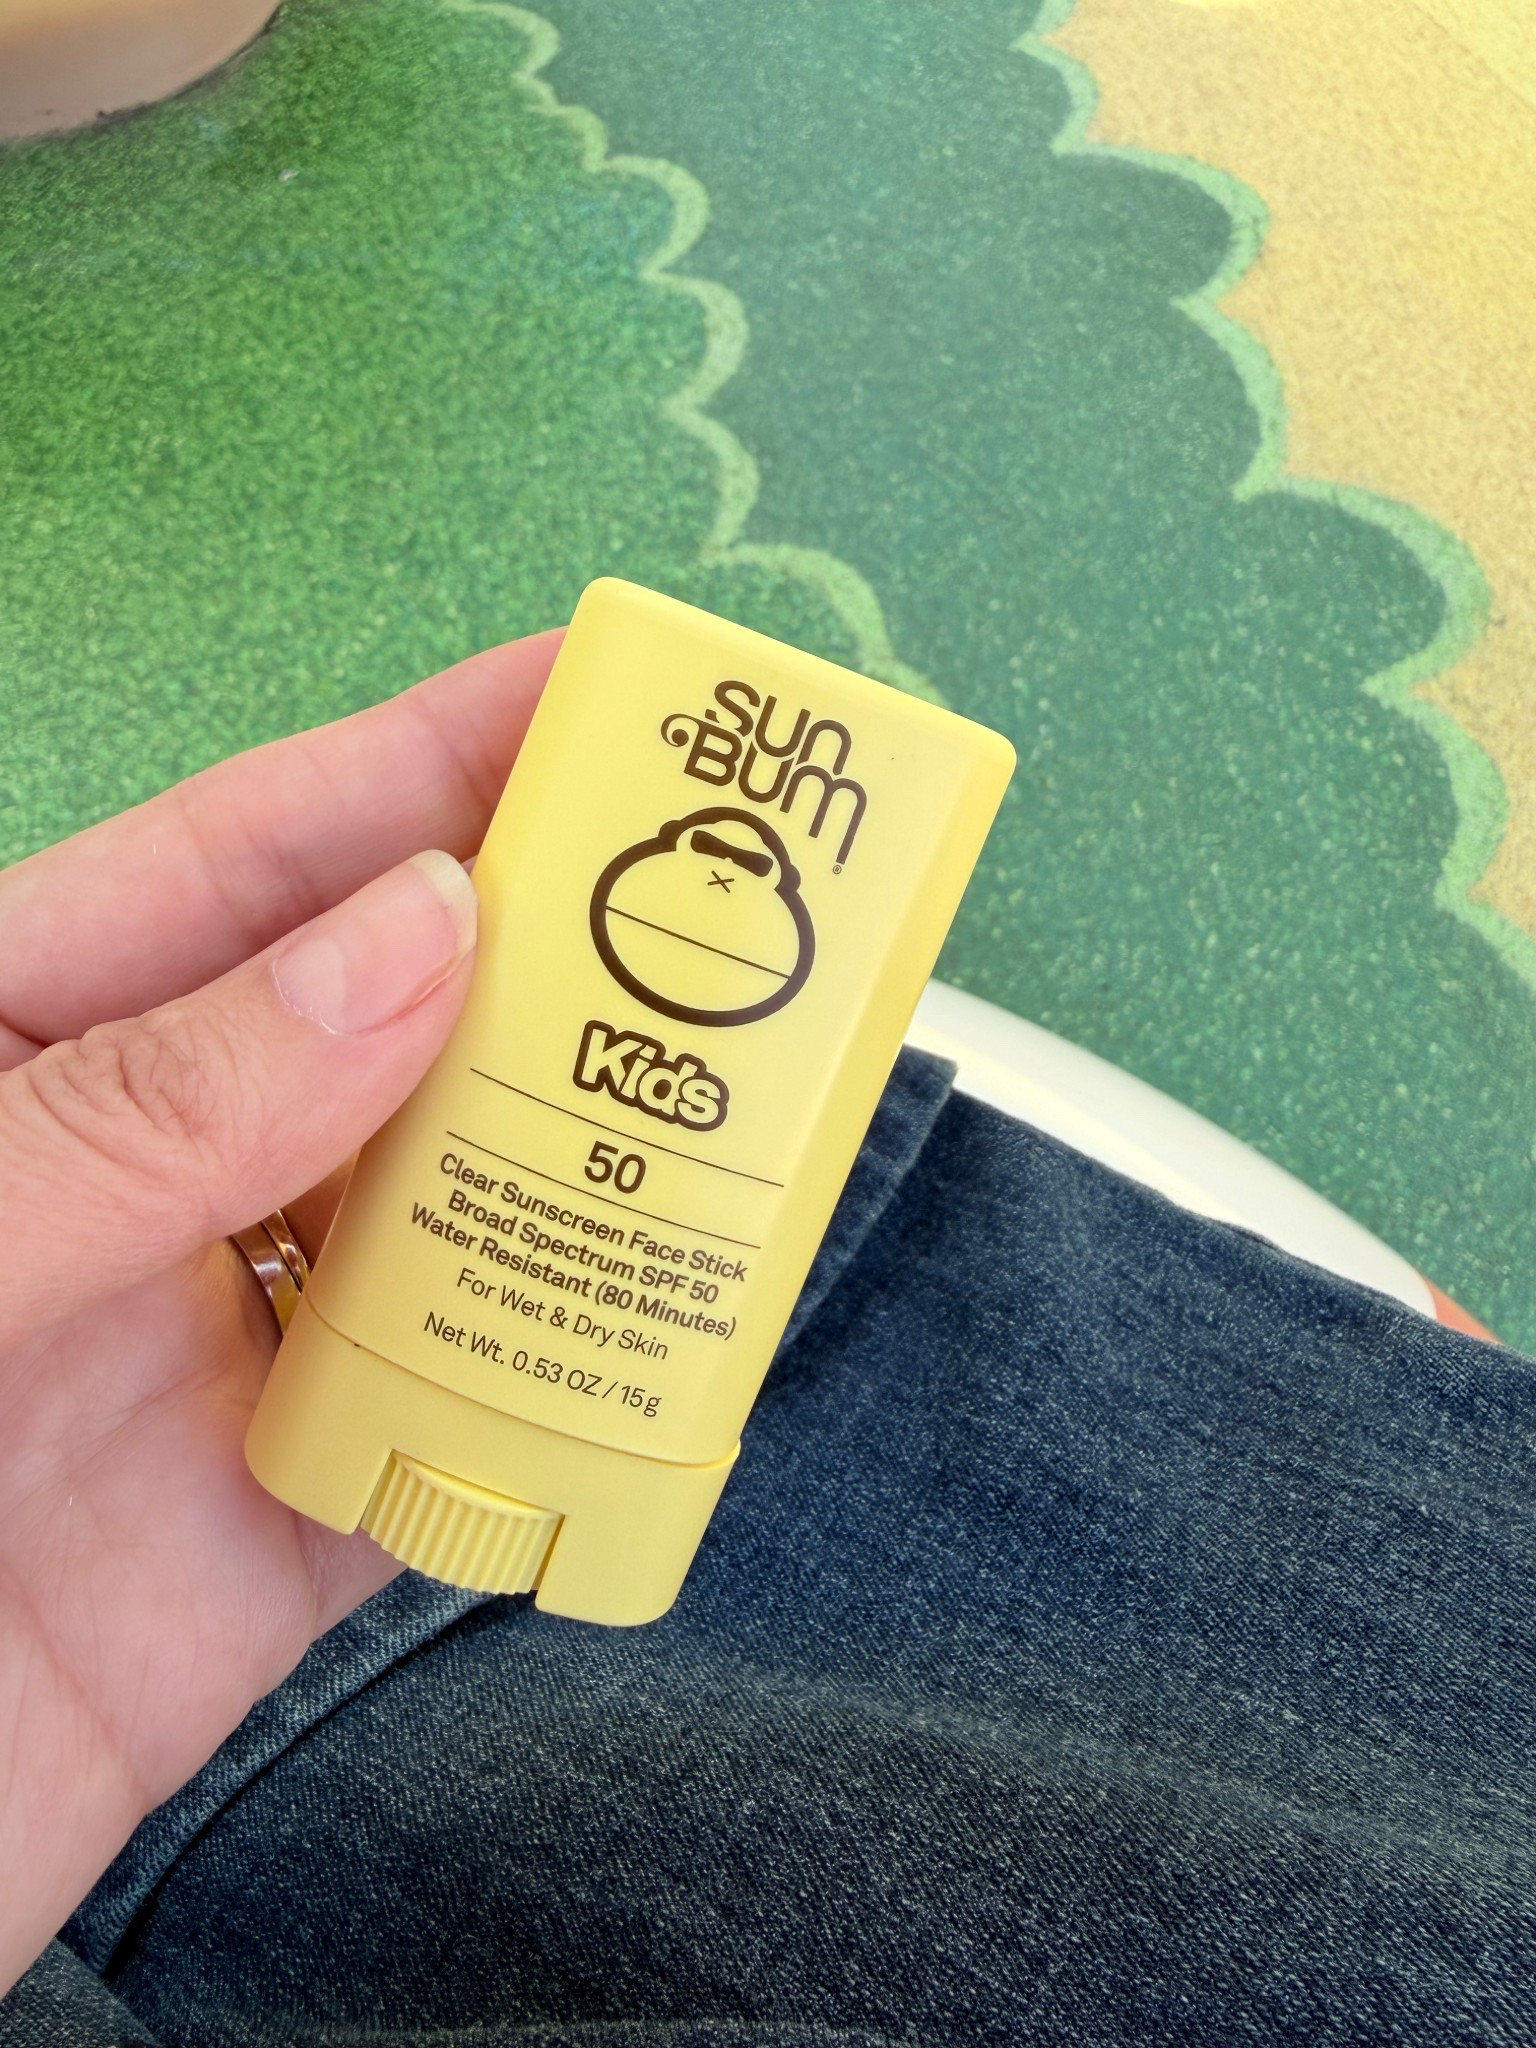 sun
Bum®
Kids
50
Clear Sunscreen Face Stick
Broad Spectrum SPF 50
Water Resistant (80 Minutes)
For Wet & Dry Skin
Net Wt. 0.53 OZ / 15g